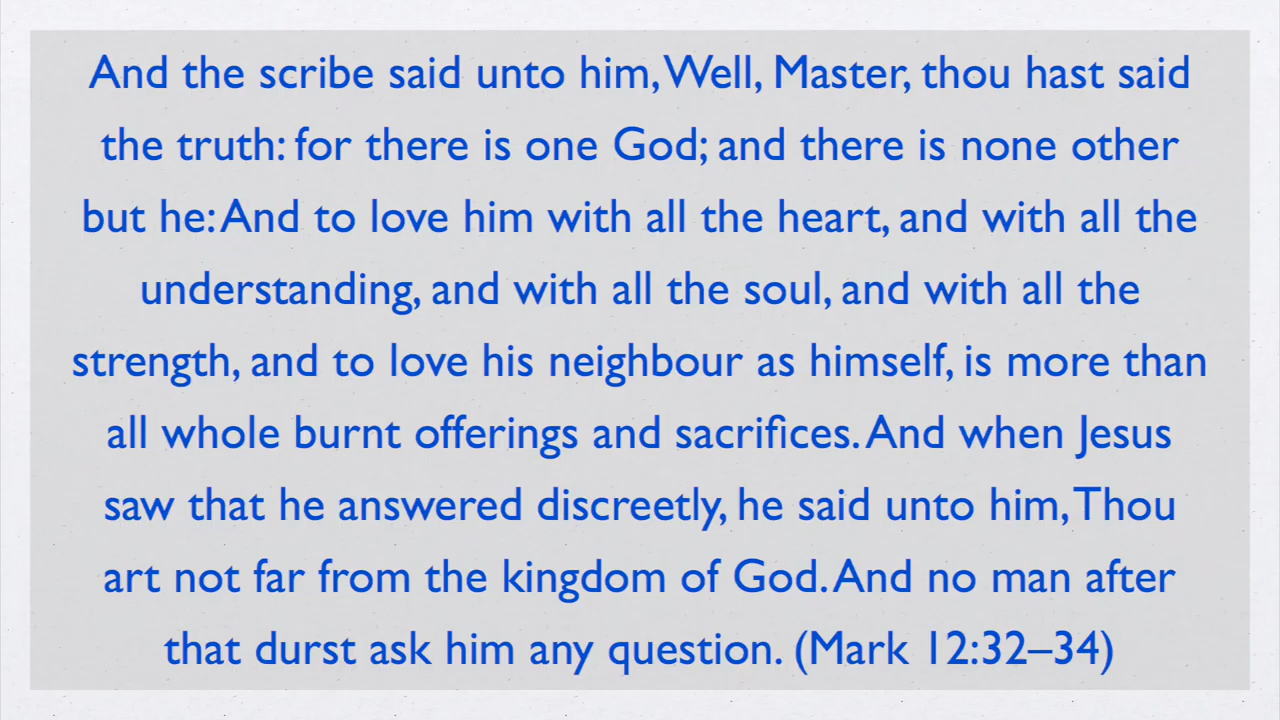 And the scribe said unto him, Well, Master, thou hast said
the truth: for there is one God; and there is none other
but he: And to love him with all the heart, and with all the
understanding, and with all the soul, and with all the
strength, and to love his neighbour as himself, is more than
all whole burnt offerings and sacrifices. And when Jesus
saw that he answered discreetly, he said unto him, Thou
art not far from the kingdom of God. And no man after
that durst ask him any question. (Mark 12:32–34)